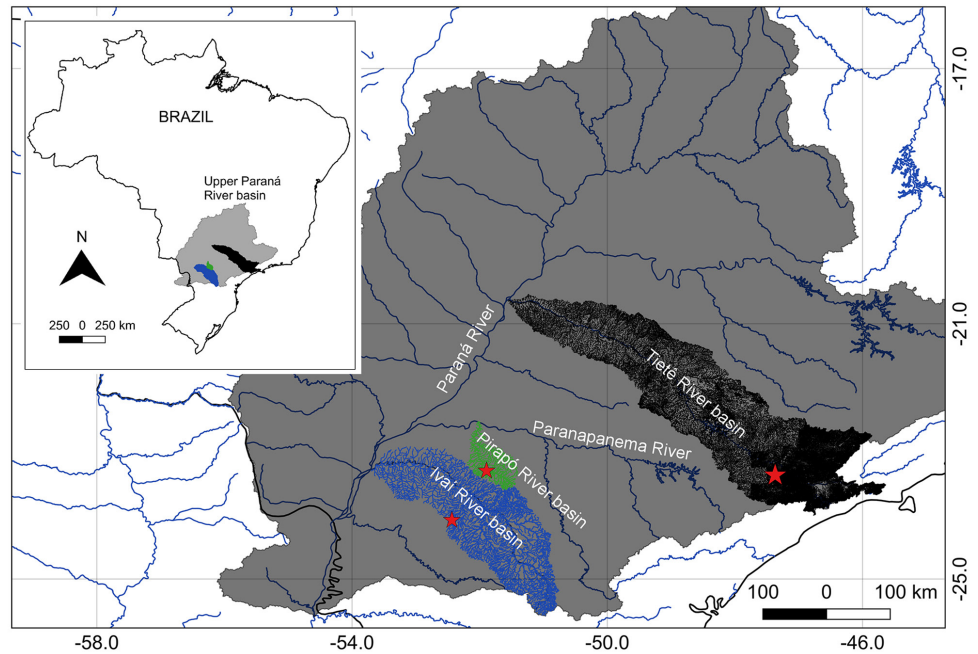 BRAZIL
Upper Paraná
River basin
N
250 0 250 km
Paraná River
Tietê River basin
Paranapanema River
Pirapó River basin
Ivaí River basin
100 0 100 km
-17.0
-21.0
-25.0
-58.0 -54.0 -50.0 -46.0